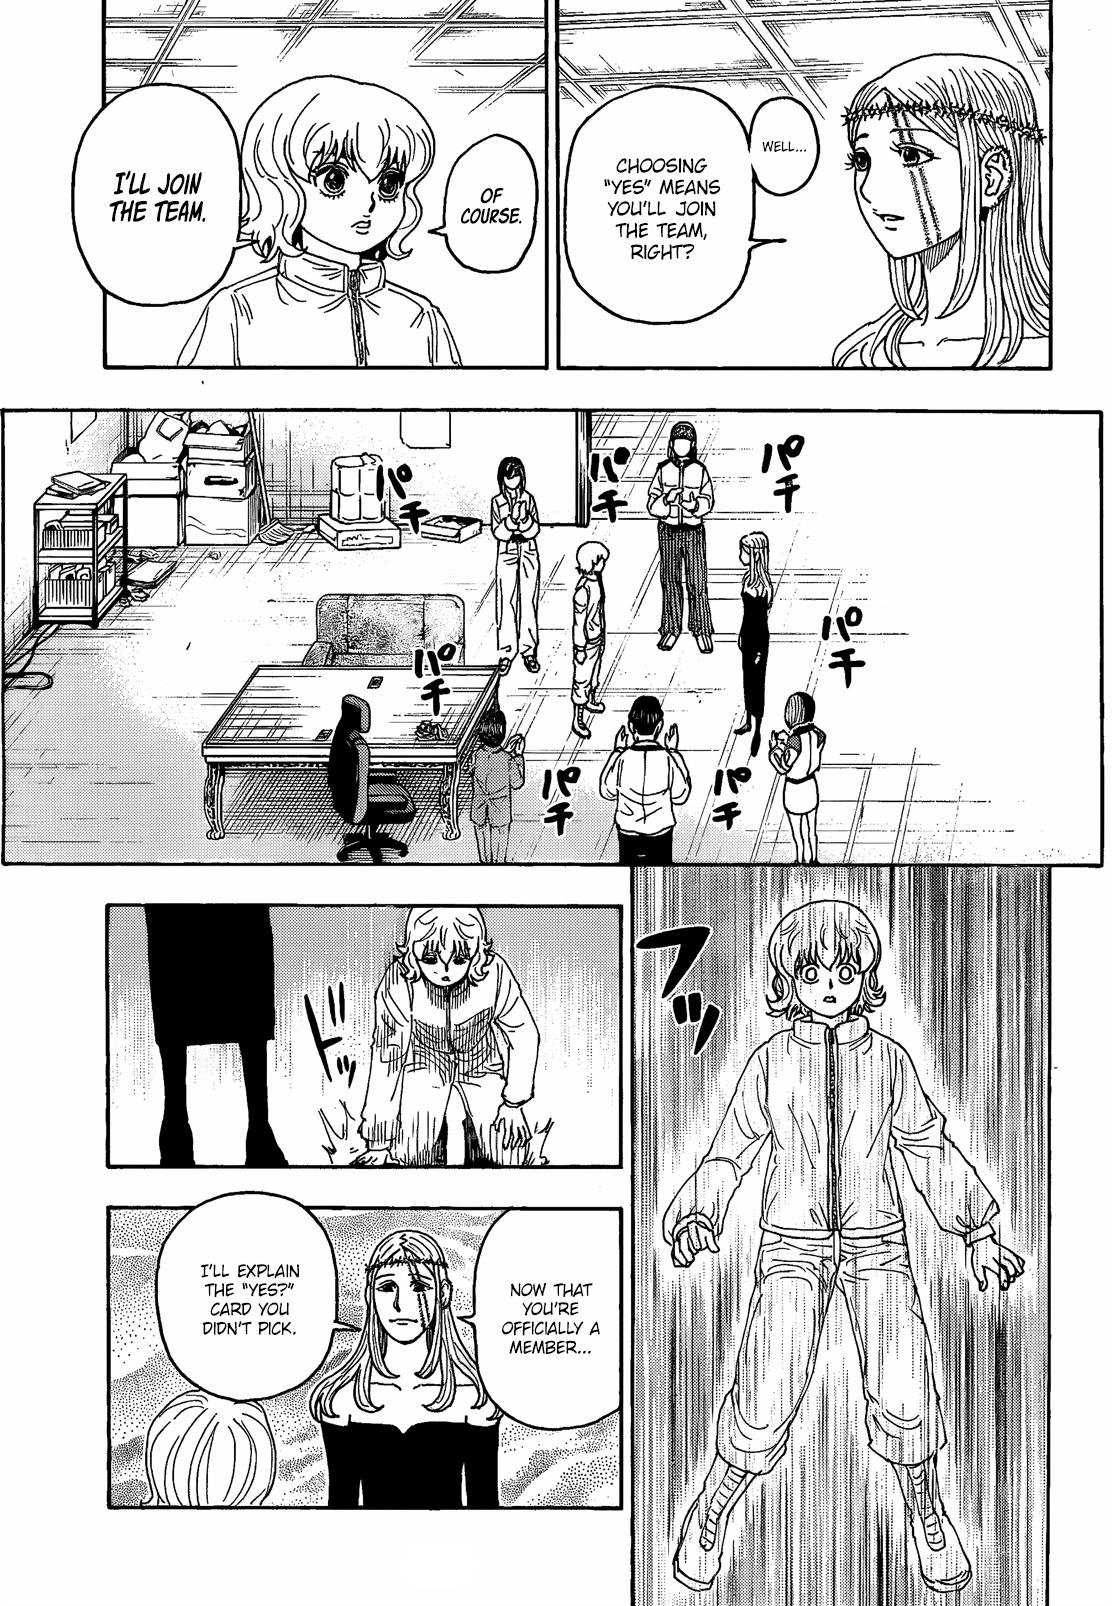 WELL...
CHOOSING
"YES" MEANS
YOU'LL JOIN
THE TEAM,
RIGHT?
OF
COURSE.
I'LL JOIN
THE TEAM.
パチ
パチ
パチ
パチ
パチ
パチ
パチ
フッ
ドッ
NOW THAT
YOU'RE
OFFICIALLY A
MEMBER...
I'LL EXPLAIN
THE "YES?"
CARD YOU
DIDN'T PICK.